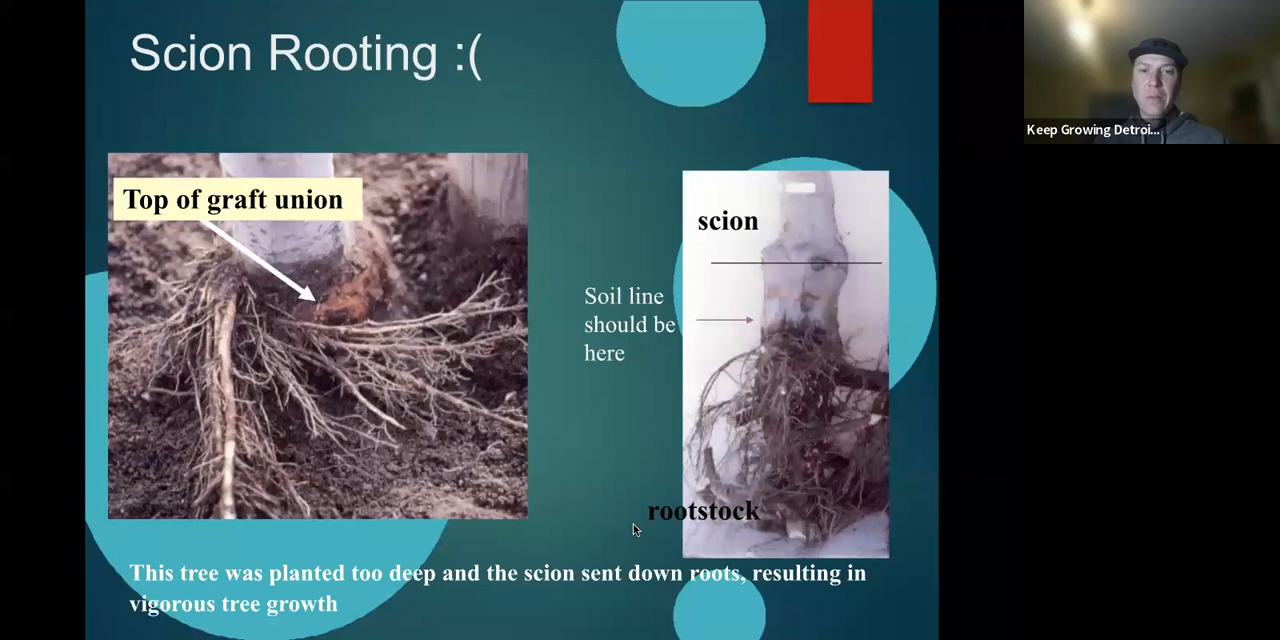 Scion Rooting :(
Keep Growing Detroi...
Top of graft union
scion
Soil line
should be
here
rootstock
This tree was planted too deep and the scion sent down roots, resulting in
vigorous tree growth